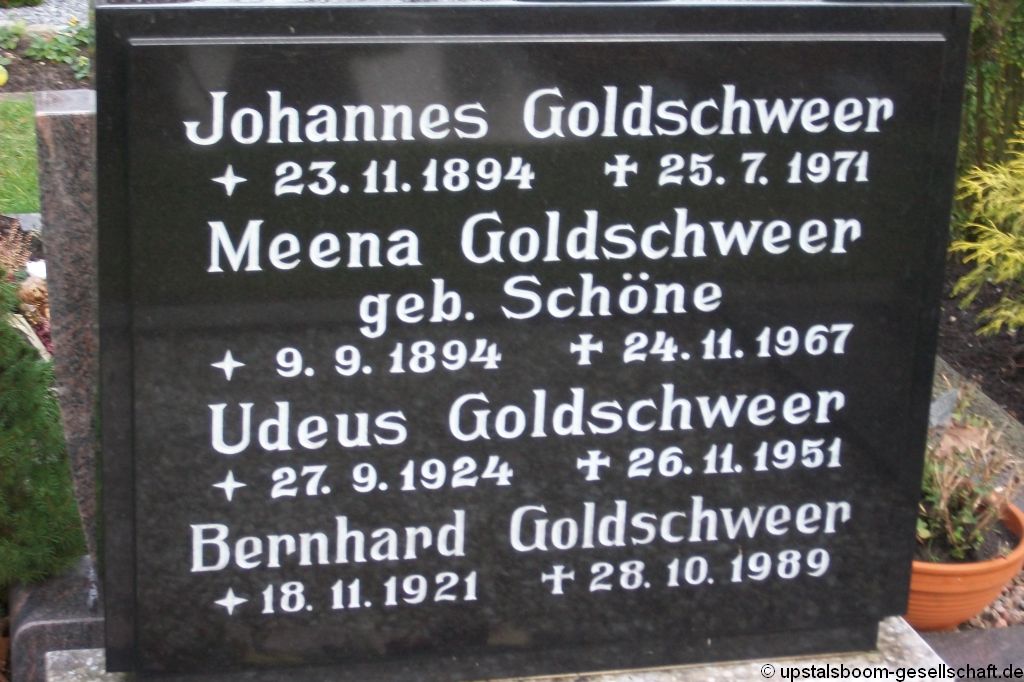 Johannes Goldschweer
✦ 23.11.1894 ✝ 25.7.1971
Meena Goldschweer
geb. Schöne
✦ 9.9.1894 ✝ 24.11.1967
Udeus Goldschweer
✦ 27.9.1924 ✝ 26.11.1951
Bernhard Goldschweer
✦ 18.11.1921 ✝ 28.10.1989
© upstalsboom-gesellschaft.de